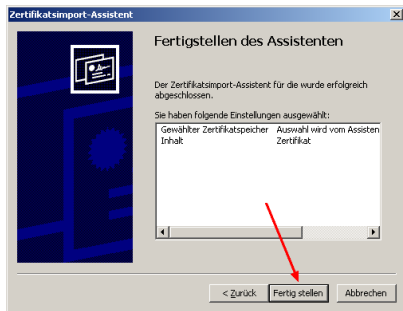 Zertifikatsimport-Assistent
Fertigstellen des Assistenten
Der Zertifikatsimport-Assistent für die wurde erfolgreich
abgeschlossen.
Sie haben folgende Einstellungen ausgewählt:
Gewählter Zertifikatspeicher Auswahl wird vom Assisten
Inhalt Zertifikat
< Zurück Fertig stellen Abbrechen